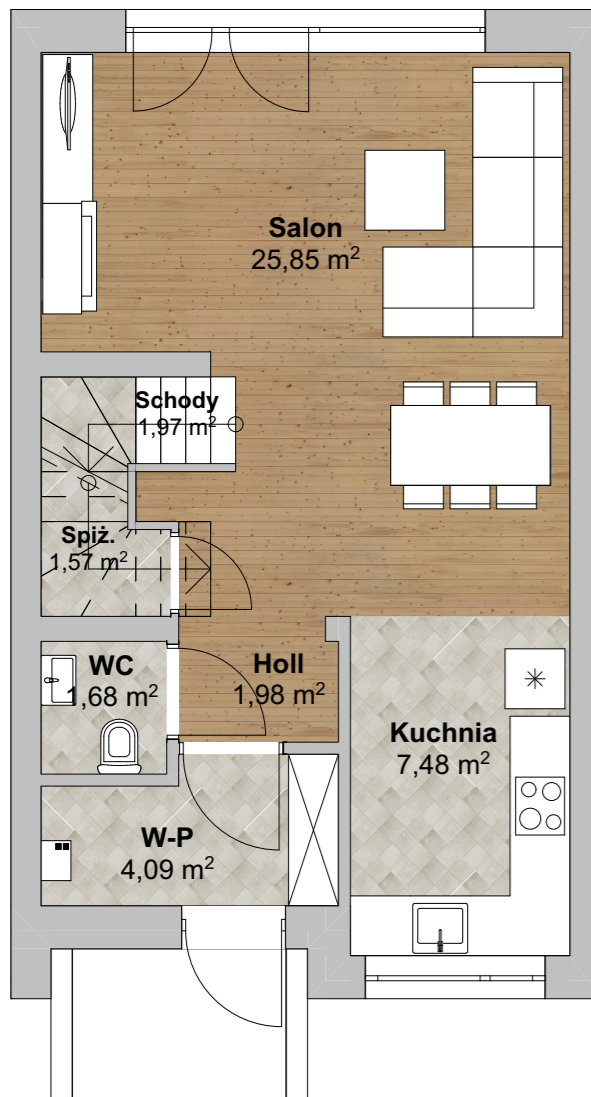 Salon
25,85 m²
Schody
1,97 m²
Spiż.
1,57 m²
WC
1,68 m²
Holl
1,98 m²
Kuchnia
7,48 m²
W-P
4,09 m²